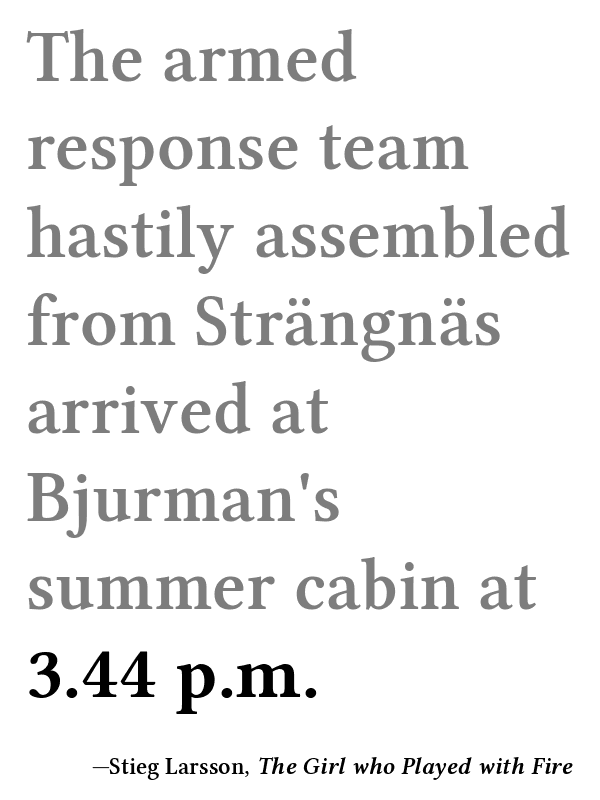 The armed
response team
hastily assembled
from Strängnäs
arrived at
Bjurman's
summer cabin at
3.44 p.m.
—Stieg Larsson, The Girl who Played with Fire